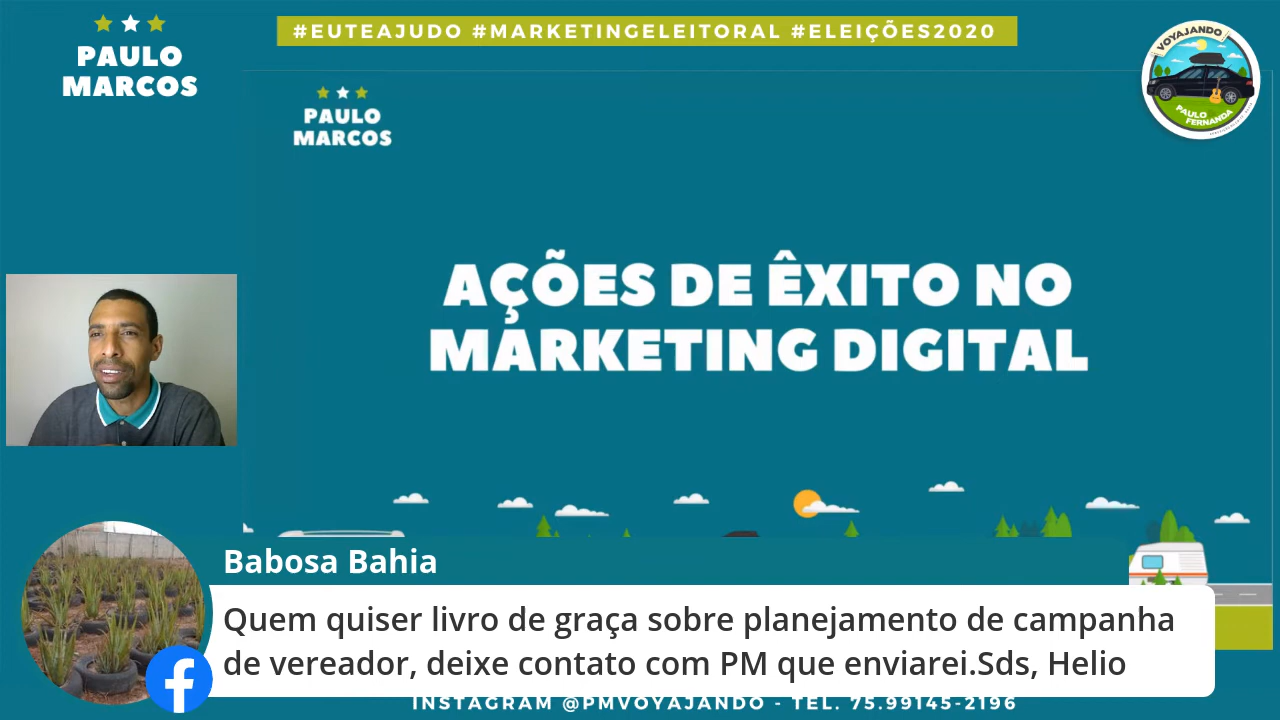 PAULO
MARCOS
#EUTEAJUDO #MARKETINGELEITORAL #ELEIÇÕES2020
VOYAJANDO
PAULO
FERNANDA
PAULO
MARCOS
AÇÕES DE ÊXITO NO
MARKETING DIGITAL
Babosa Bahia
Quem quiser livro de graça sobre planejamento de campanha
de vereador, deixe contato com PM que enviarei.Sds, Helio
INSTAGRAM @PMVOYAJANDO - TEL. 75.99145-2196